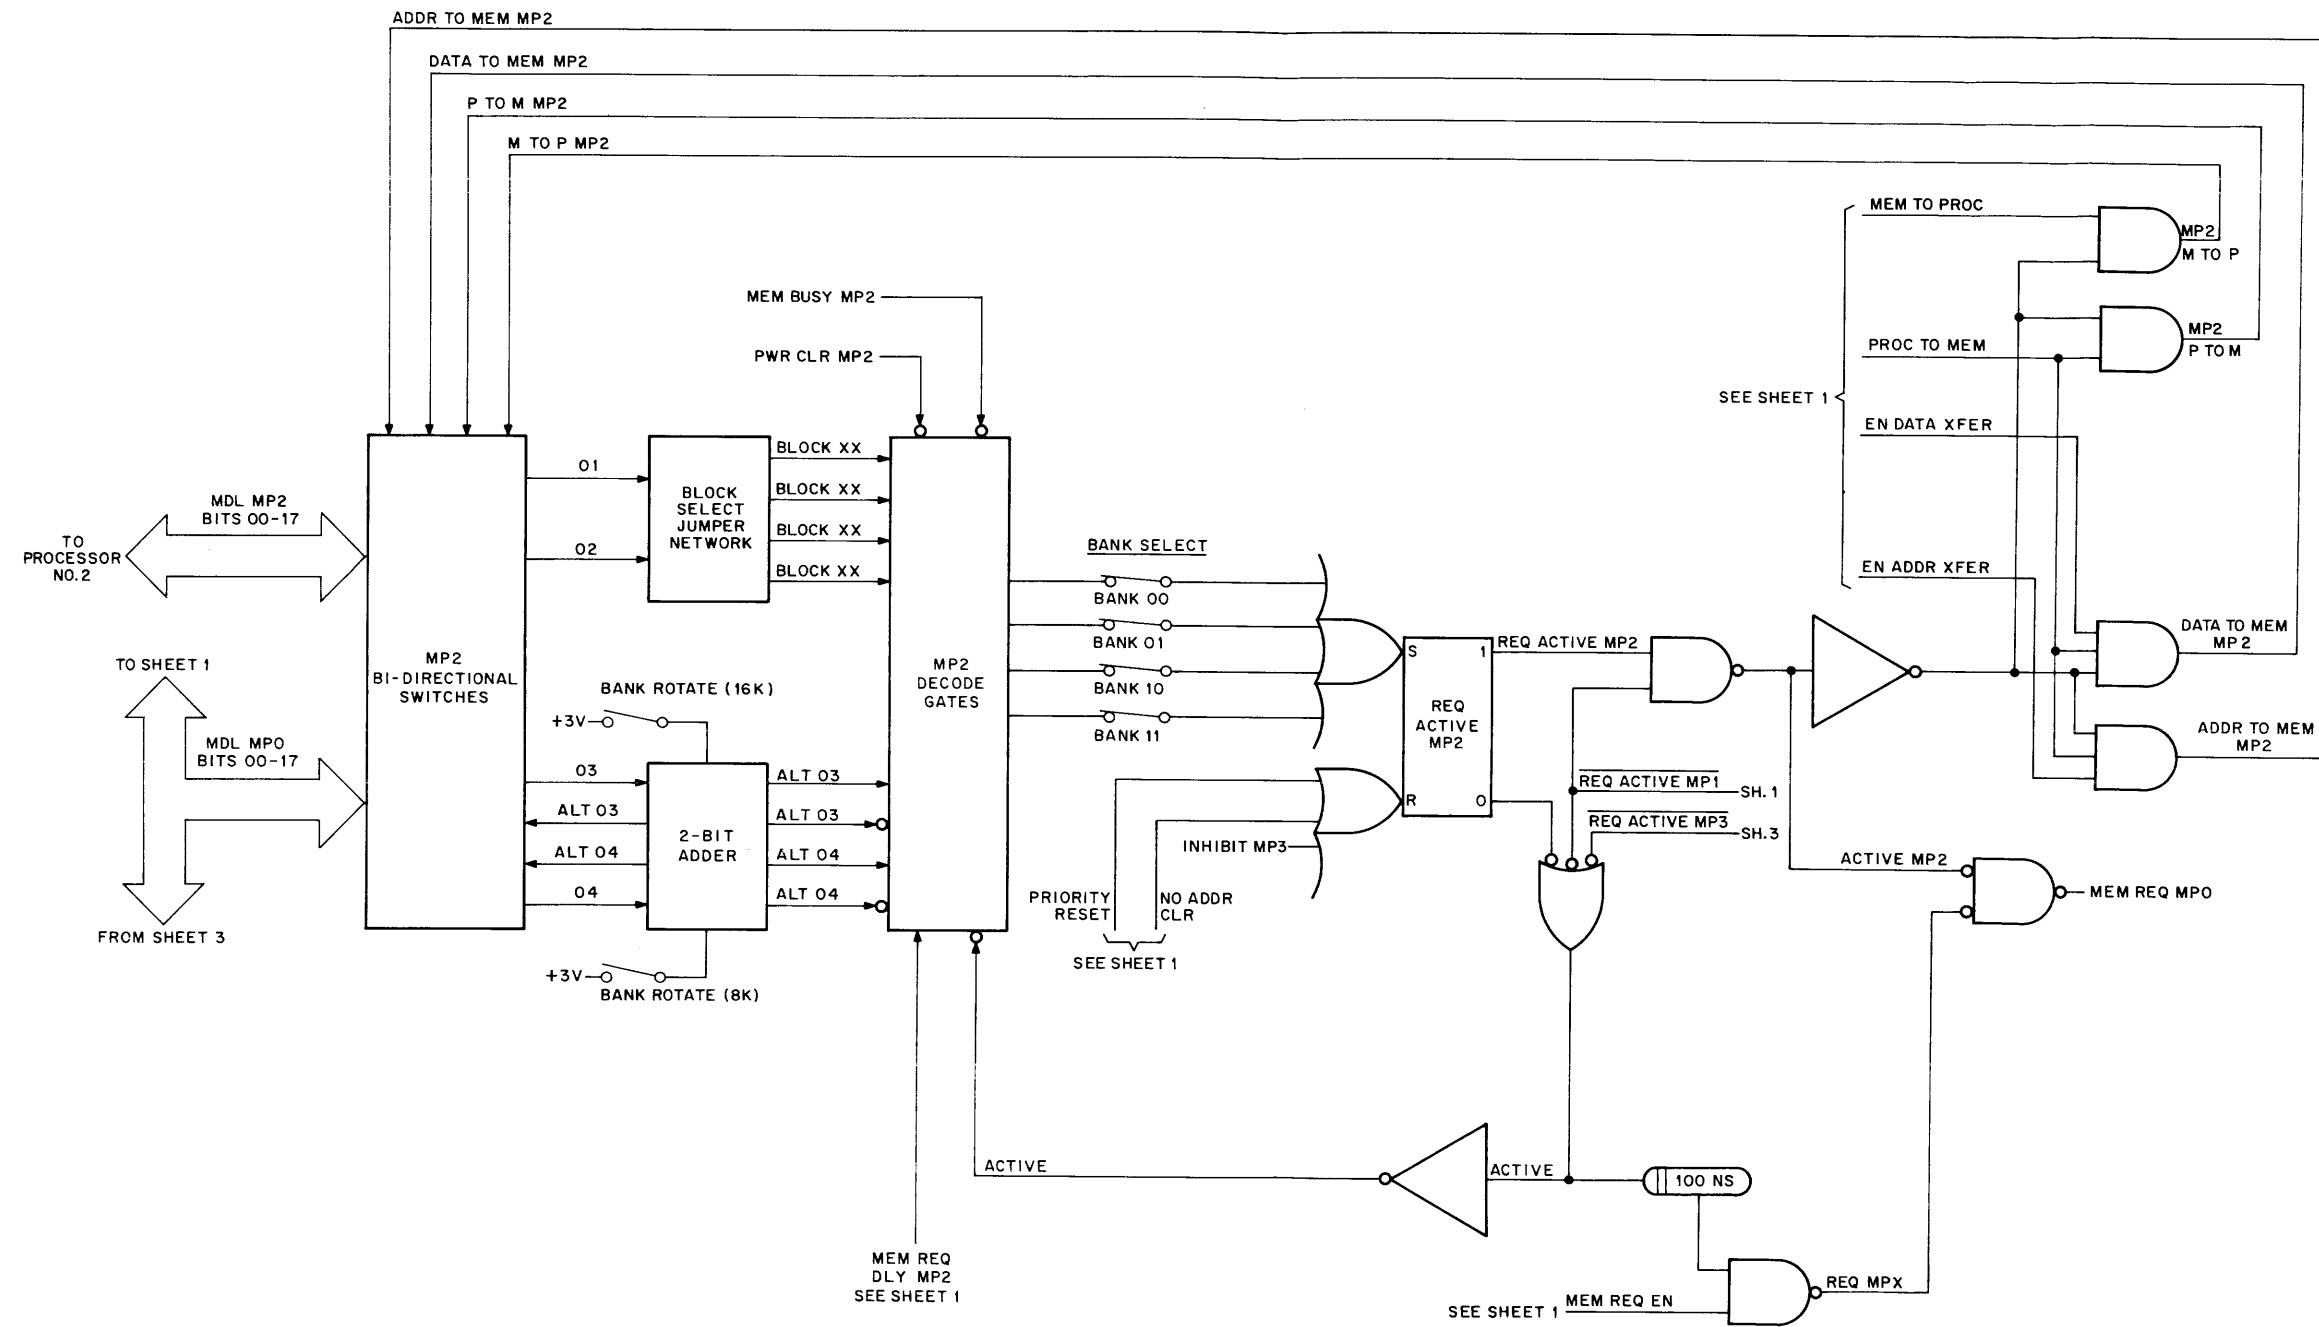 ADDR TO MEM MP2
DATA TO MEM MP2
P TO M MP2
M TO P MP2
MEM TO PROC
MP2
M TO P
MEM BUSY MP2
PWR CLR MP2
MP2
P TO M
PROC TO MEM
SEE SHEET 1
EN DATA XFER
EN ADDR XFER
MDL MP2
BITS 00-17
TO
PROCESSOR
NO.2
01
02
BLOCK
SELECT
JUMPER
NETWORK
BLOCK XX
BLOCK XX
BLOCK XX
BLOCK XX
BANK SELECT
BANK 00
BANK 01
BANK 10
BANK 11
TO SHEET 1
MP2
BI-DIRECTIONAL
SWITCHES
MP2
DECODE
GATES
S
1
REQ
ACTIVE
MP2
R
0
REQ ACTIVE MP2
DATA TO MEM
MP2
ADDR TO MEM
MP2
BANK ROTATE (16K)
+3V
MDL MPO
BITS 00-17
03
ALT 03
ALT 04
04
2-BIT
ADDER
ALT 03
ALT 03
ALT 04
ALT 04
REQ ACTIVE MP1
SH.1
REQ ACTIVE MP3
SH.3
INHIBIT MP3
PRIORITY
RESET
NO ADDR
CLR
SEE SHEET 1
ACTIVE MP2
MEM REQ MPO
FROM SHEET 3
+3V
BANK ROTATE (8K)
ACTIVE
ACTIVE
100 NS
MEM REQ
DLY MP2
SEE SHEET 1
REQ MPX
SEE SHEET 1
MEM REQ EN